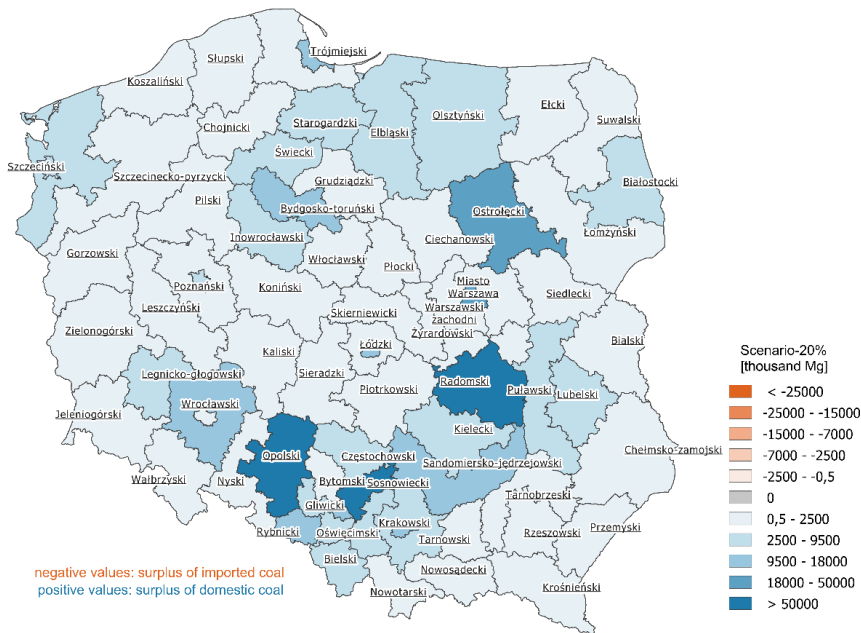 Trójmiejski
Słupski
Koszaliński
Ełcki
Olsztyński
Suwalski
Chojnicki
Starogardzki
Elbląski
Świecki
Szczeciński
Szczecinecko-pyrzycki
Grudziądzki
Białostocki
Pilski
Bydgosko-toruński
Ostrołęcki
Łomżyński
Inowrocławski
Ciechanowski
Gorzowski
Włocławski
Płocki
Poznański
Koniński
Miasto
Warszawa
Siedlecki
Leszczyński
Skierniewicki
Warszawski
zachodni
Zielonogórski
Żyrardowski
Łódzki
Bialski
Kaliski
Legnicko-głogowski
Sieradzki
Radomski
Puławski
Piotrkowski
Lubelski
Wrocławski
Jeleniogórski
Kielecki
Chełmsko-zamojski
Opolski
Częstochowski
Sandomiersko-jędrzejowski
Wałbrzyski
Nyski
Bytomski
Sosnowiecki
Tarnobrzeski
Gliwicki
Krakowski
Przemyski
Rybnicki
Oświęcimski
Tarnowski
Rzeszowski
Bielski
Nowosądecki
Nowotarski
Krośnieński
negative values: surplus of imported coal
positive values: surplus of domestic coal
Scenario-20%
[thousand Mg]
< -25000
-25000 - -15000
-15000 - -7000
-7000 - -2500
-2500 - -0,5
0
0,5 - 2500
2500 - 9500
9500 - 18000
18000 - 50000
> 50000